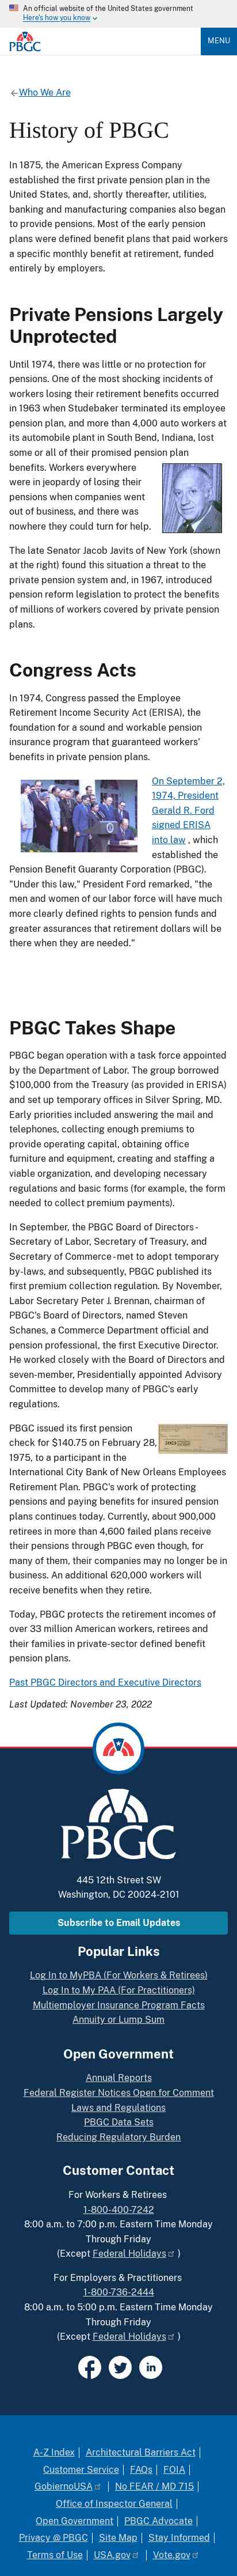 An official website of the United States government
Here's how you know
PBGC
MENU
Who We Are
History of PBGC
In 1875, the American Express Company
established the first private pension plan in the
United States, and, shortly thereafter, utilities,
banking and manufacturing companies also began
to provide pensions. Most of the early pension
plans were defined benefit plans that paid workers
a specific monthly benefit at retirement, funded
entirely by employers.
Private Pensions Largely
Unprotected
Until 1974, there was little or no protection for
pensions. One of the most shocking incidents of
workers losing their retirement benefits occurred
in 1963 when Studebaker terminated its employee
pension plan, and more than 4,000 auto workers at
its automobile plant in South Bend, Indiana, lost
some or all of their promised pension
benefits. Workers everywhere
were in jeopardy of losing their
pensions when companies went
out of business, and there was
nowhere they could turn for help.
The late Senator Jacob Javits of New York (shown
at the right) found this situation a threat to the
private pension system and, in 1967, introduced
pension reform legislation to protect the benefits
of millions of workers covered by private pension
plans.
Congress Acts
In 1974, Congress passed the Employee
Retirement Income Security Act (ERISA), the
foundation for a sound and workable pension
insurance program that guaranteed workers'
benefits in private pension plans.
On September 2,
1974, President
Gerald R. Ford
signed ERISA
into law , which
established the
Pension Benefit Guaranty Corporation (PBGC).
"Under this law," President Ford remarked, "the
men and women of our labor force will have much
more clearly defined rights to pension funds and
greater assurances that retirement dollars will be
there when they are needed."
PBGC Takes Shape
PBGC began operation with a task force appointed
by the Department of Labor. The group borrowed
$100,000 from the Treasury (as provided in ERISA)
and set up temporary offices in Silver Spring, MD.
Early priorities included answering the mail and
telephones, collecting enough premiums to
provide operating capital, obtaining office
furniture and equipment, creating and staffing a
viable organization, and developing necessary
regulations and basic forms (for example, the form
needed to collect premium payments).
In September, the PBGC Board of Directors -
Secretary of Labor, Secretary of Treasury, and
Secretary of Commerce - met to adopt temporary
by-laws, and subsequently, PBGC published its
first premium collection regulation. By November,
Labor Secretary Peter J. Brennan, chairman of
PBGC's Board of Directors, named Steven
Schanes, a Commerce Department official and
pension professional, the first Executive Director.
He worked closely with the Board of Directors and
seven-member, Presidentially appointed Advisory
Committee to develop most of PBGC's early
regulations.
PBGC issued its first pension
check for $140.75 on February 28,
1975, to a participant in the
International City Bank of New Orleans Employees
Retirement Plan. PBGC's work of protecting
pensions and paying benefits to people in insolvent
plans continues today. Currently, about 900,000
retirees in more than 4,600 failed plans receive
their pensions through PBGC even though, for
many of them, their companies may no longer be in
business. An additional 620,000 workers will
receive benefits when they retire.
Today, PBGC protects the retirement incomes of
over 33 million American workers, retirees and
their families in private-sector defined benefit
pension plans.
Past PBGC Directors and Executive Directors
Last Updated: November 23, 2022
PBGC
445 12th Street SW
Washington, DC 20024-2101
Subscribe to Email Updates
Popular Links
Log In to MyPBA (For Workers & Retirees)
Log In to My PAA (For Practitioners)
Multiemployer Insurance Program Facts
Annuity or Lump Sum
Open Government
Annual Reports
Federal Register Notices Open for Comment
Laws and Regulations
PBGC Data Sets
Reducing Regulatory Burden
Customer Contact
For Workers & Retirees
1-800-400-7242
8:00 a.m. to 7:00 p.m. Eastern Time Monday
Through Friday
(Except Federal Holidays )
For Employers & Practitioners
1-800-736-2444
8:00 a.m. to 5:00 p.m. Eastern Time Monday
Through Friday
(Except Federal Holidays )
A-Z Index | Architectural Barriers Act |
Customer Service | FAQs | FOIA |
GobiernoUSA | No FEAR / MD 715 |
Office of Inspector General |
Open Government | PBGC Advocate |
Privacy @ PBGC | Site Map | Stay Informed |
Terms of Use | USA.gov | Vote.gov